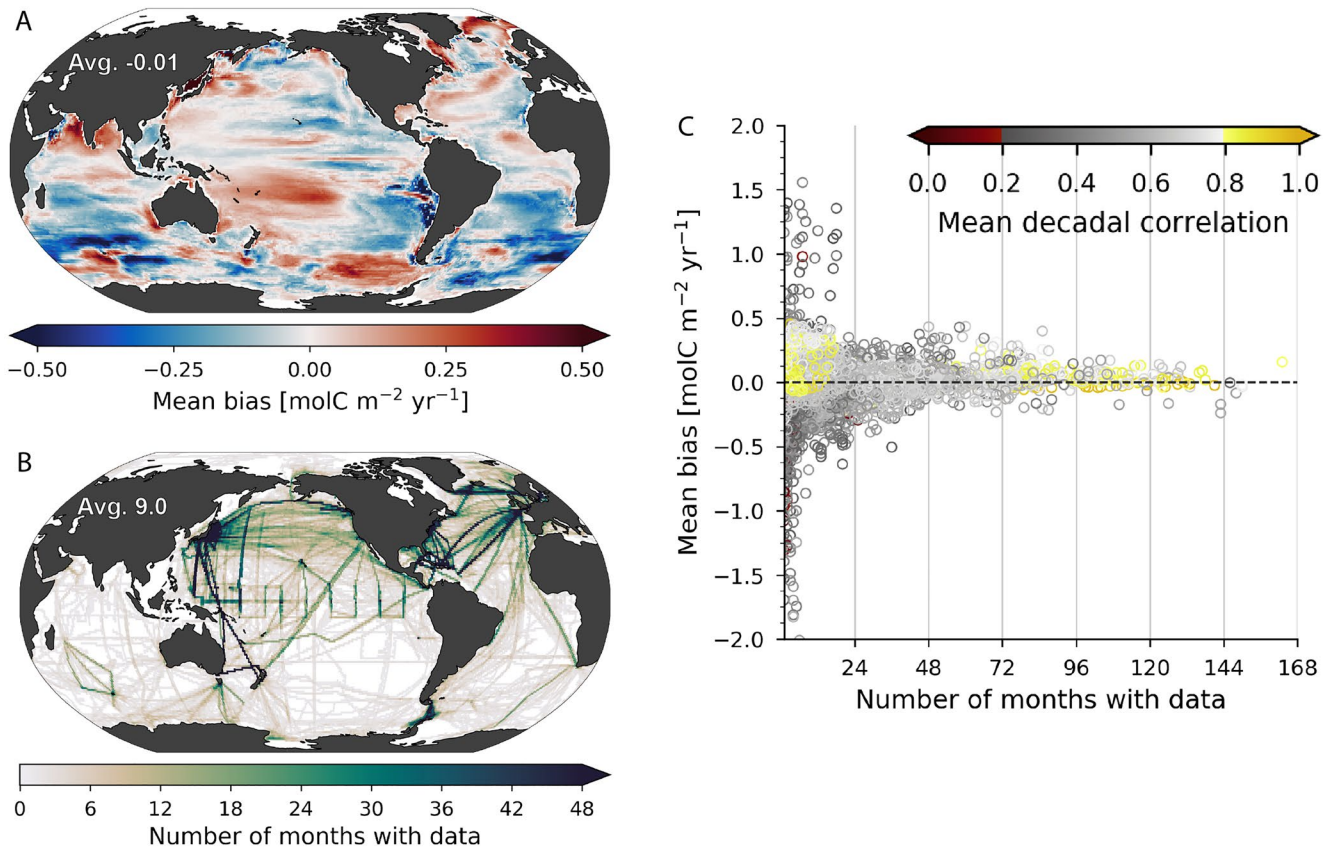 A
Avg. -0.01
−0.50 −0.25 0.00 0.25 0.50
Mean bias [molC m⁻² yr⁻¹]
B
Avg. 9.0
0 6 12 18 24 30 36 42 48
Number of months with data
C
0.0 0.2 0.4 0.6 0.8 1.0
Mean decadal correlation
2.0
1.5
1.0
0.5
0.0
−0.5
−1.0
−1.5
−2.0
Mean bias [molC m⁻² yr⁻¹]
24 48 72 96 120 144 168
Number of months with data